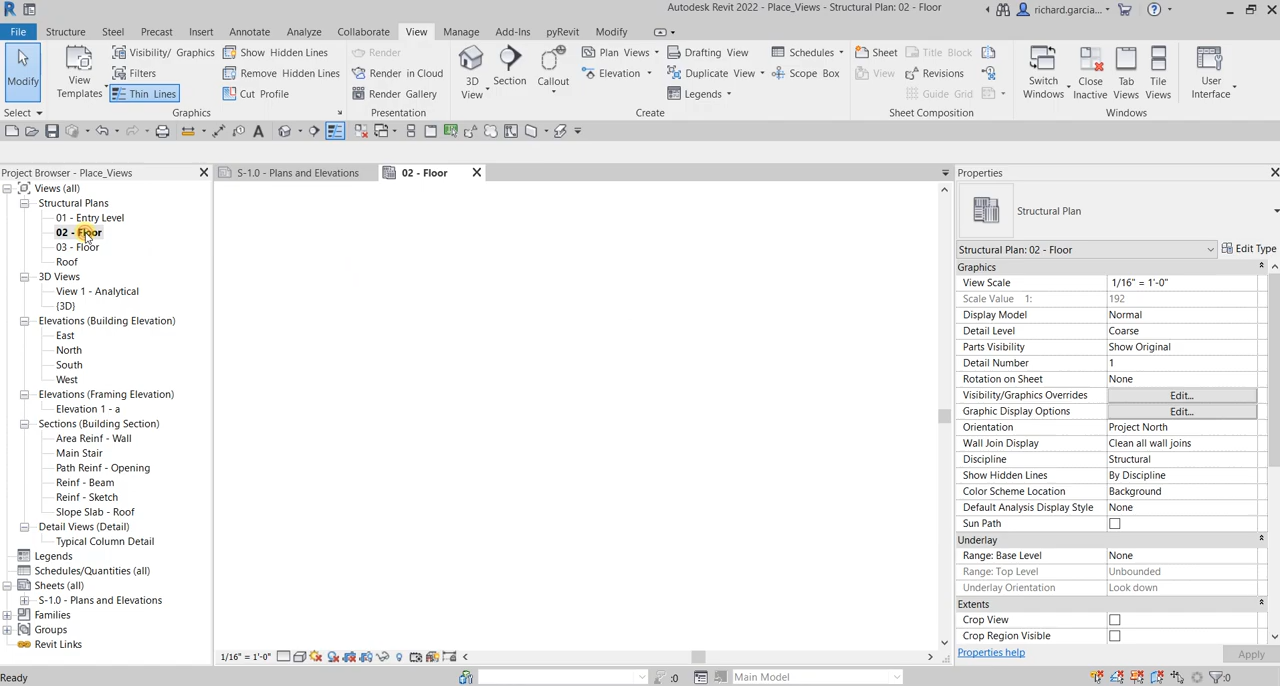 Autodesk Revit 2022 - Place_Views - Structural Plan: 02 - Floor
richard.garcia...
File Structure Steel Precast Insert Annotate Analyze Collaborate View Manage Add-Ins pyRevit Modify
Modify
Select
View Templates
Visibility/ Graphics
Filters
Thin Lines
Show Hidden Lines
Remove Hidden Lines
Cut Profile
Graphics
Render
Render in Cloud
Render Gallery
Presentation
3D View
Section
Callout
Plan Views
Elevation
Drafting View
Duplicate View
Legends
Schedules
Scope Box
Create
Sheet
View
Title Block
Revisions
Guide Grid
Sheet Composition
Switch Windows
Close Inactive
Tab Views
Tile Views
Windows
User Interface
Project Browser - Place_Views
Views (all)
Structural Plans
01 - Entry Level
02 - Floor
03 - Floor
Roof
3D Views
View 1 - Analytical
{3D}
Elevations (Building Elevation)
East
North
South
West
Elevations (Framing Elevation)
Elevation 1 - a
Sections (Building Section)
Area Reinf - Wall
Main Stair
Path Reinf - Opening
Reinf - Beam
Reinf - Sketch
Slope Slab - Roof
Detail Views (Detail)
Typical Column Detail
Legends
Schedules/Quantities (all)
Sheets (all)
S-1.0 - Plans and Elevations
Families
Groups
Revit Links
S-1.0 - Plans and Elevations
02 - Floor
1/16" = 1'-0"
Properties
Structural Plan
Structural Plan: 02 - Floor
Edit Type
Graphics
View Scale 1/16" = 1'-0"
Scale Value 1: 192
Display Model Normal
Detail Level Coarse
Parts Visibility Show Original
Detail Number 1
Rotation on Sheet None
Visibility/Graphics Overrides Edit...
Graphic Display Options Edit...
Orientation Project North
Wall Join Display Clean all wall joins
Discipline Structural
Show Hidden Lines By Discipline
Color Scheme Location Background
Default Analysis Display Style None
Sun Path
Underlay
Range: Base Level None
Range: Top Level Unbounded
Underlay Orientation Look down
Extents
Crop View
Crop Region Visible
Properties help
Apply
Ready
:0
Main Model
:0